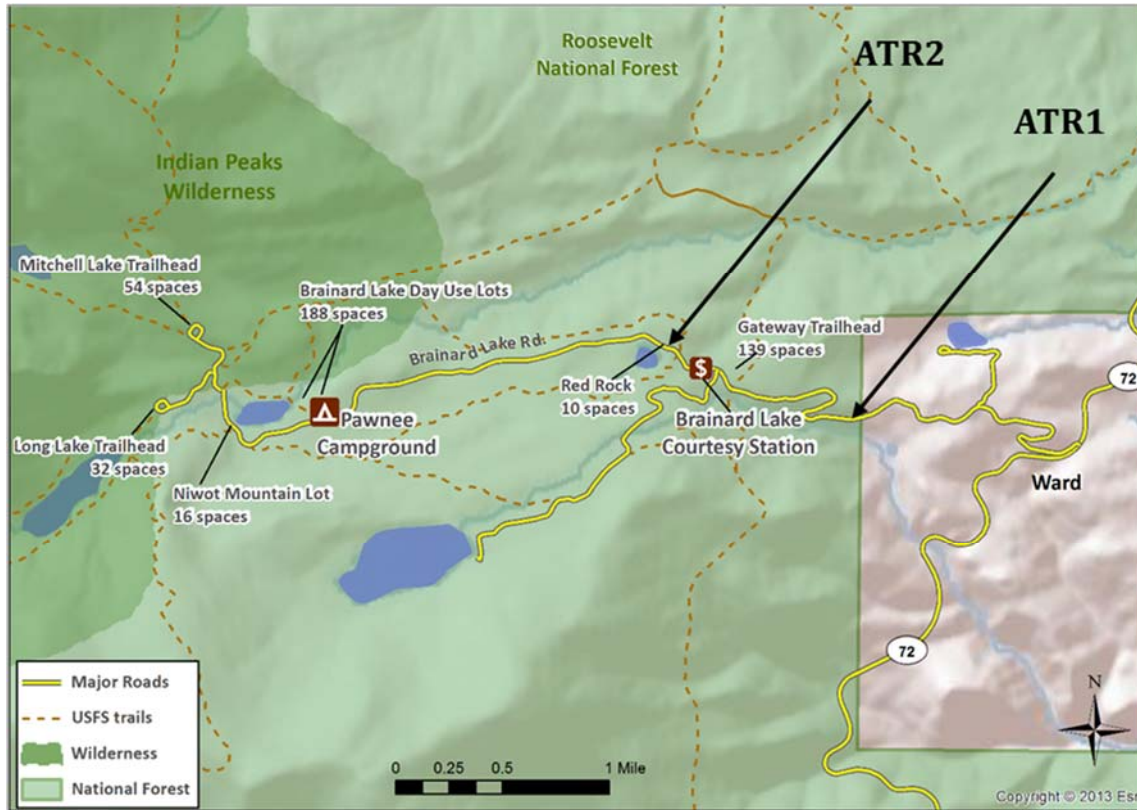 Roosevelt
National Forest
ATR2
ATR1
Indian Peaks
Wilderness
Mitchell Lake Trailhead
54 spaces
Brainard Lake Day Use Lots
188 spaces
Brainard Lake Rd.
Gateway Trailhead
139 spaces
$
Red Rock
10 spaces
72
Pawnee
Campground
Brainard Lake
Courtesy Station
Long Lake Trailhead
32 spaces
Niwot Mountain Lot
16 spaces
Ward
72
Major Roads
USFS trails
Wilderness
National Forest
N
0 0.25 0.5 1 Mile
Copyright © 2013 Esr